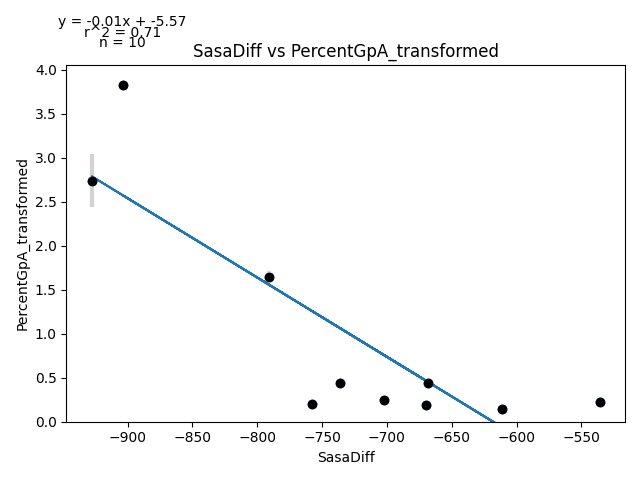 y = -0.01x + -5.57
r^2 = 0.71
n = 10
SasaDiff vs PercentGpA_transformed
4.0
3.5
3.0
2.5
2.0
1.5
1.0
0.5
0.0
PercentGpA_transformed
−900 −850 −800 −750 −700 −650 −600 −550
SasaDiff